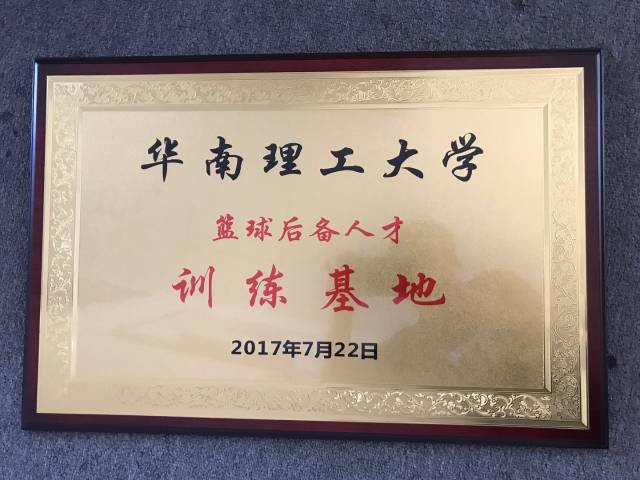 华南理工大学
篮球后备人才
训练基地
2017年7月22日